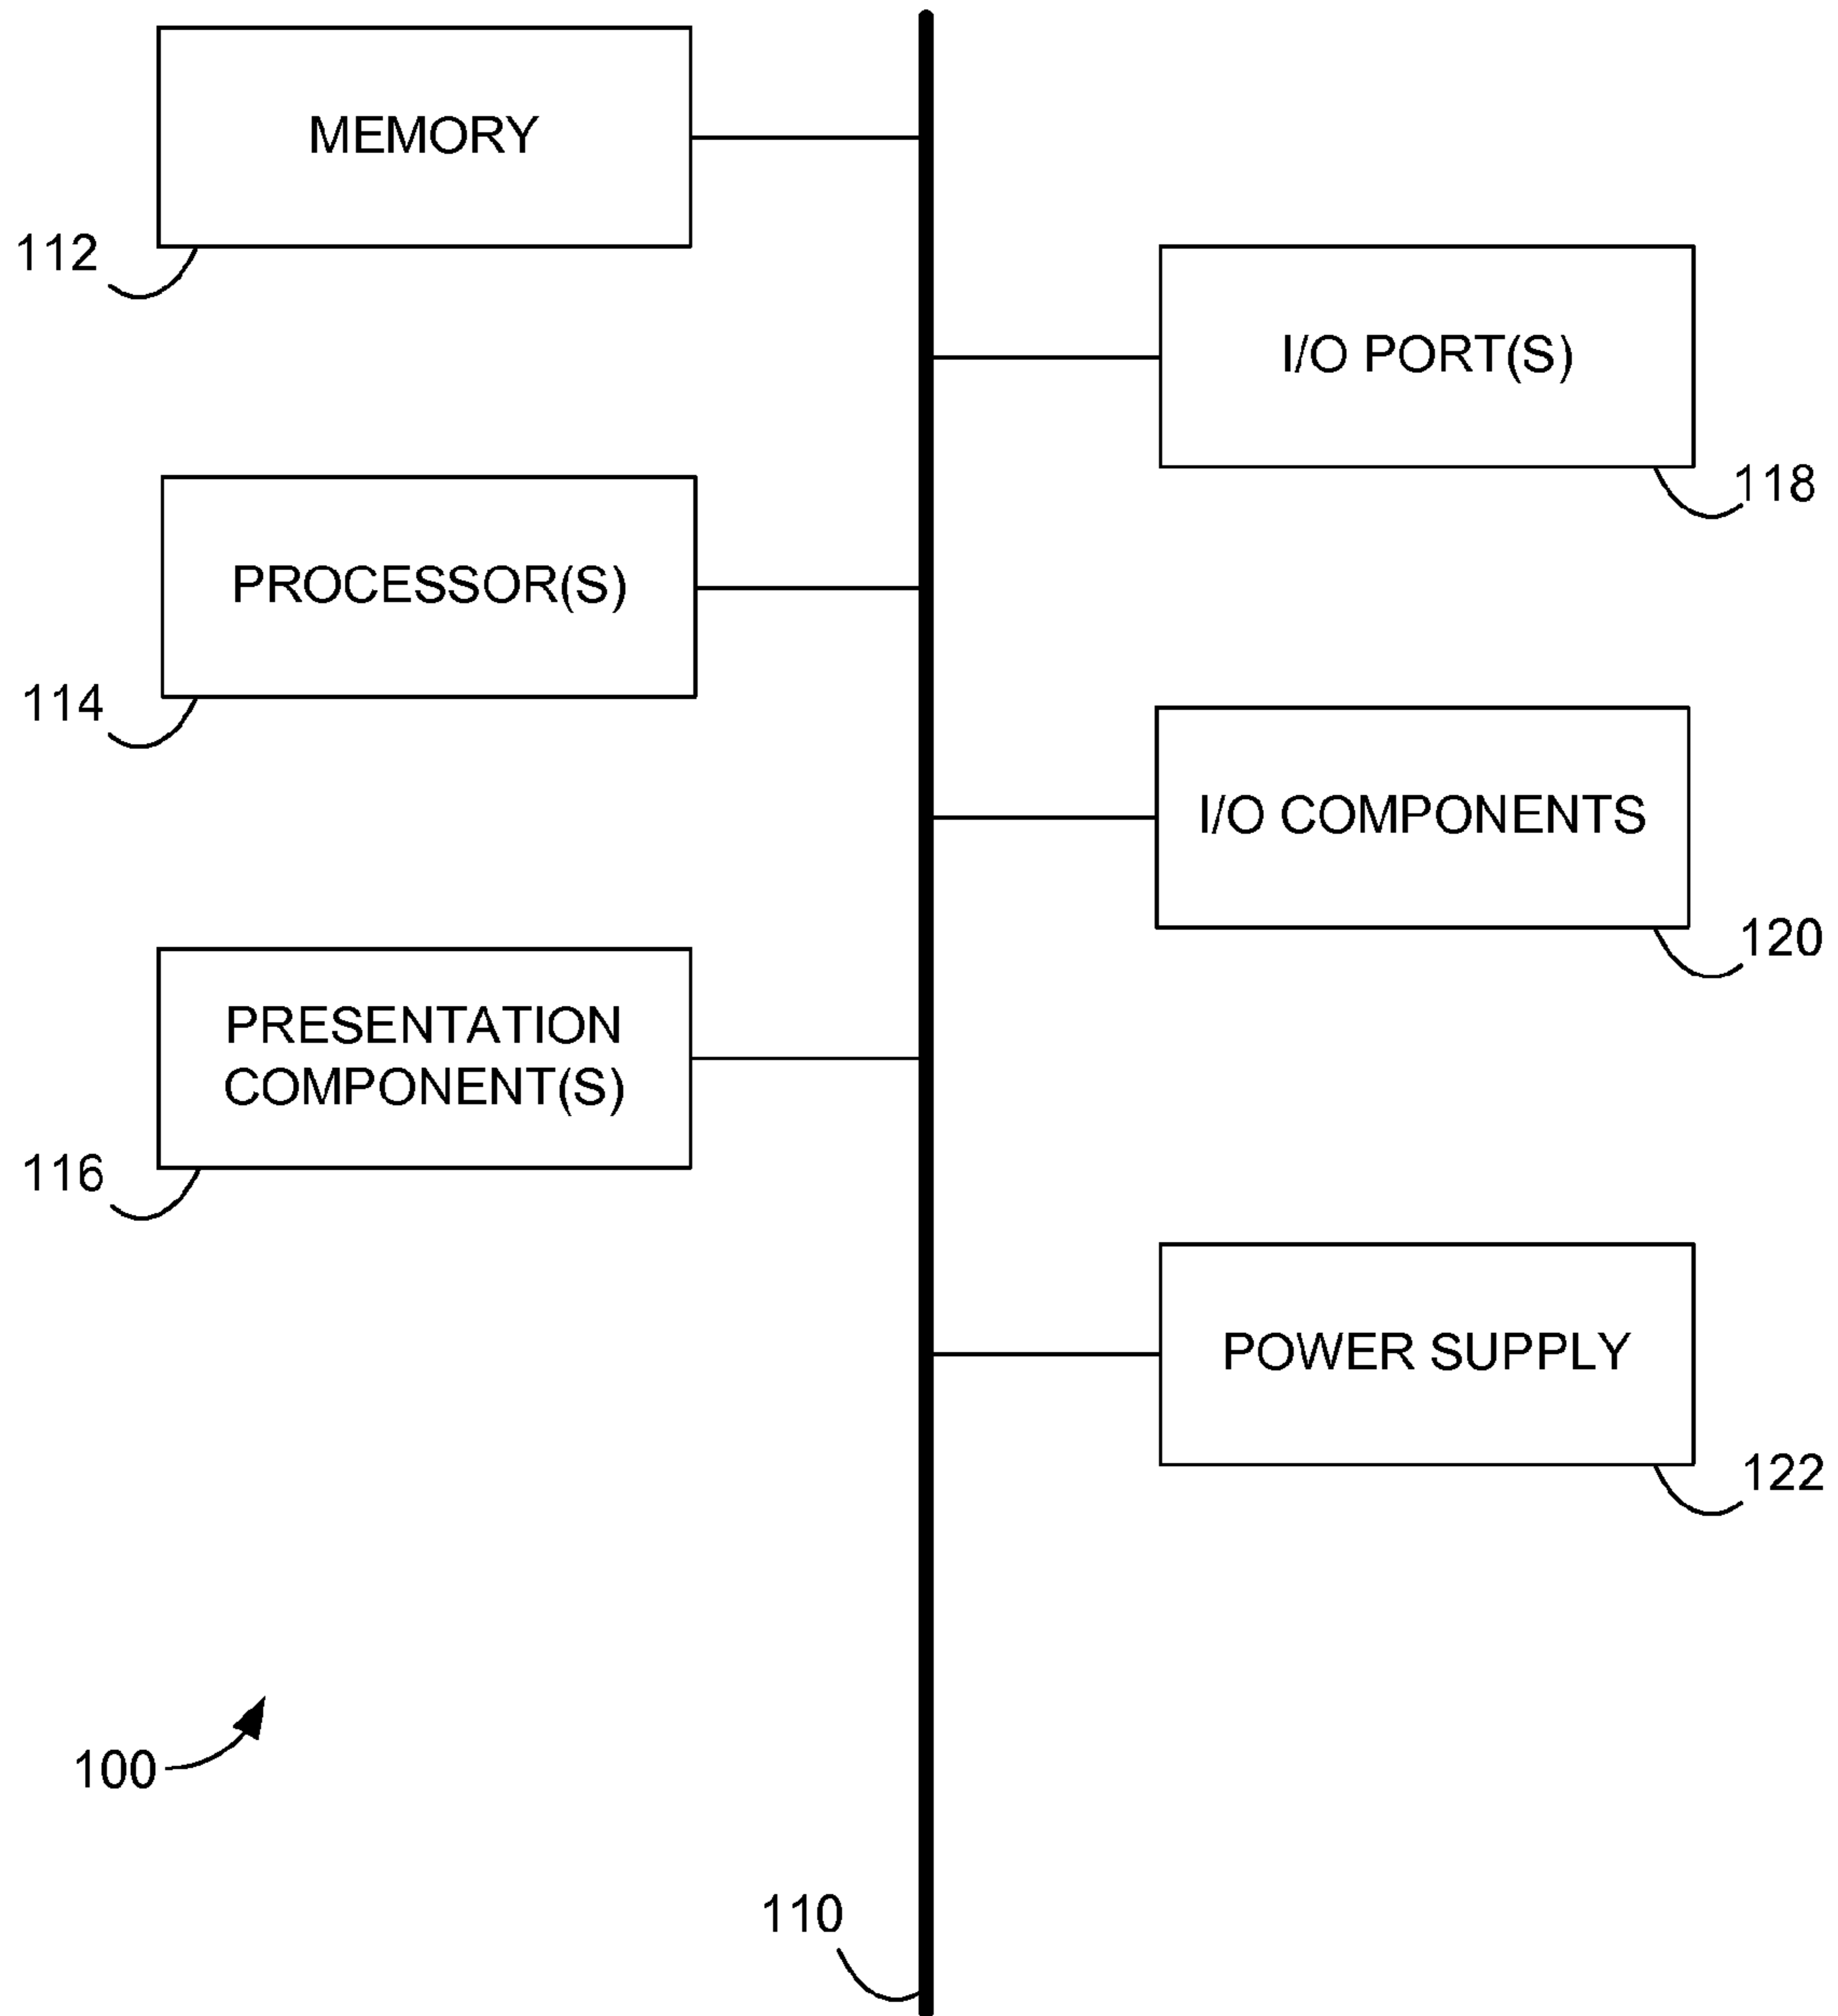 MEMORY
112
I/O PORT(S)
118
PROCESSOR(S)
114
I/O COMPONENTS
120
PRESENTATION
COMPONENT(S)
116
POWER SUPPLY
122
100
110